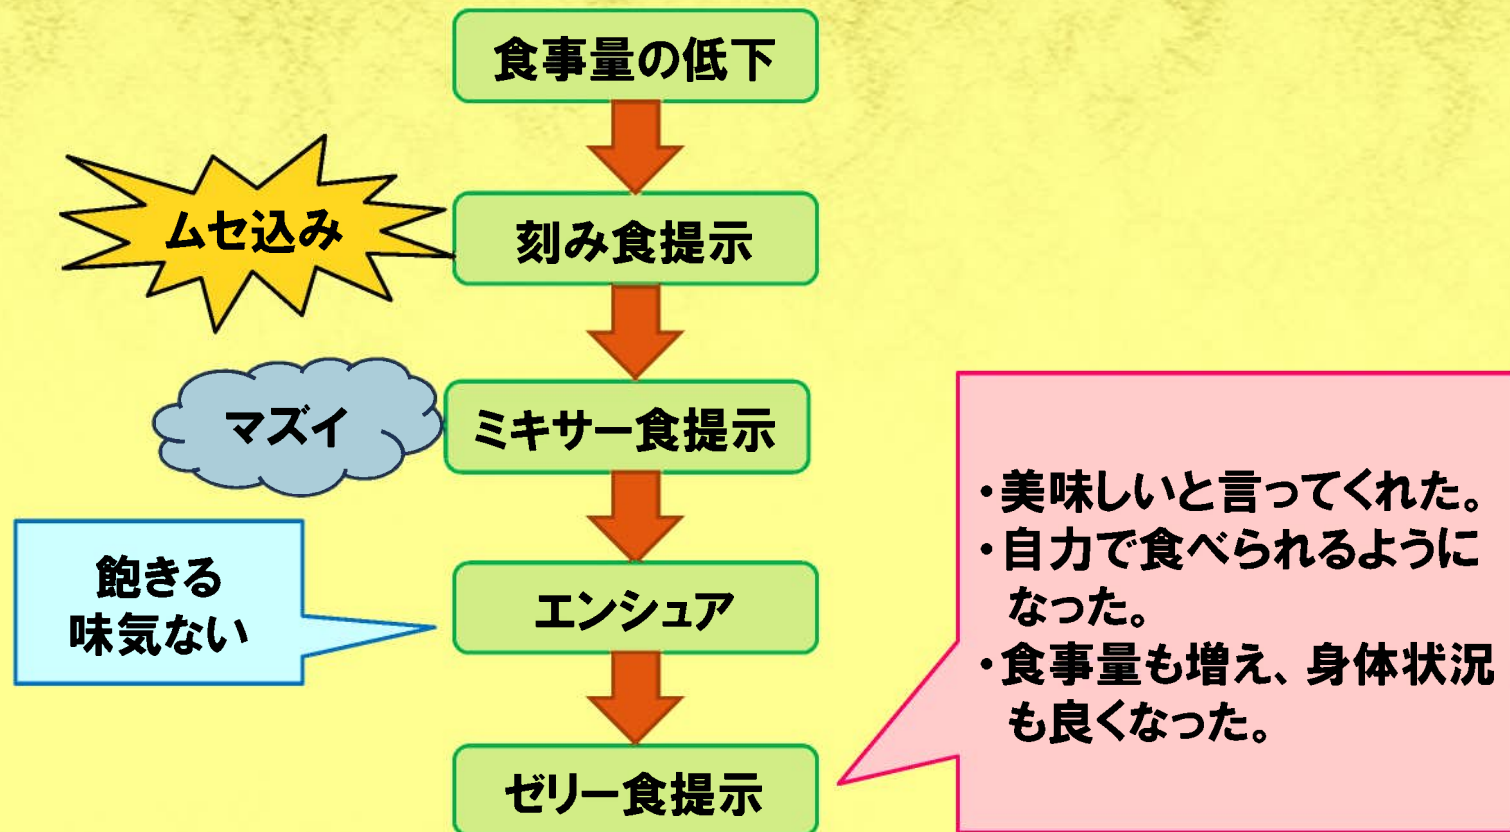 食事量の低下
ムセ込み
刻み食提示
マズイ
ミキサー食提示
飽きる
味気ない
エンシュア
ゼリー食提示
・美味しいと言ってくれた。
・自力で食べられるように
なった。
・食事量も増え、身体状況
も良くなった。